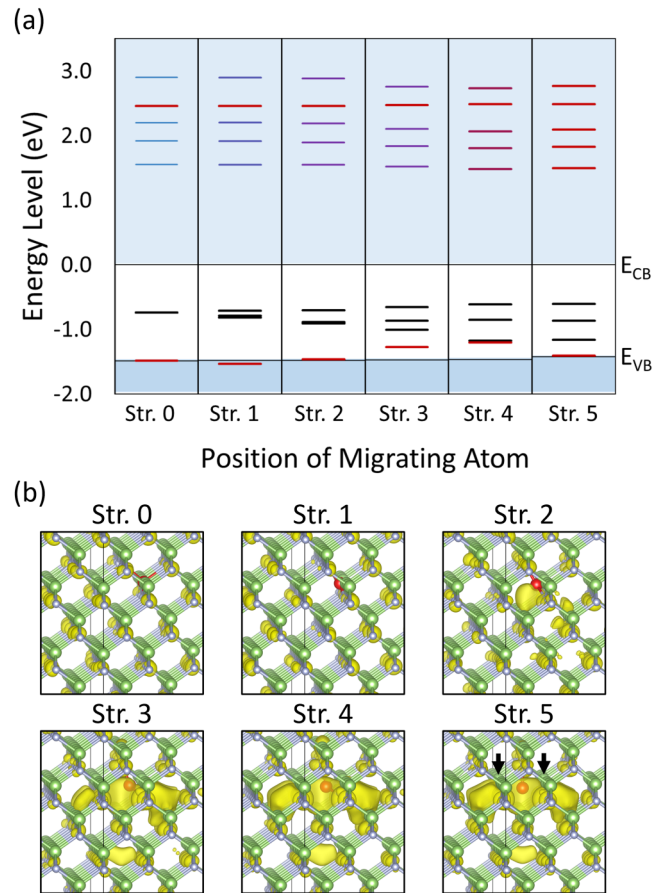 (a)
Energy Level (eV)
3.0
2.0
1.0
0.0
-1.0
-2.0
E_CB
E_VB
Str. 0 Str. 1 Str. 2 Str. 3 Str. 4 Str. 5
Position of Migrating Atom
(b)
Str. 0 Str. 1 Str. 2
Str. 3 Str. 4 Str. 5